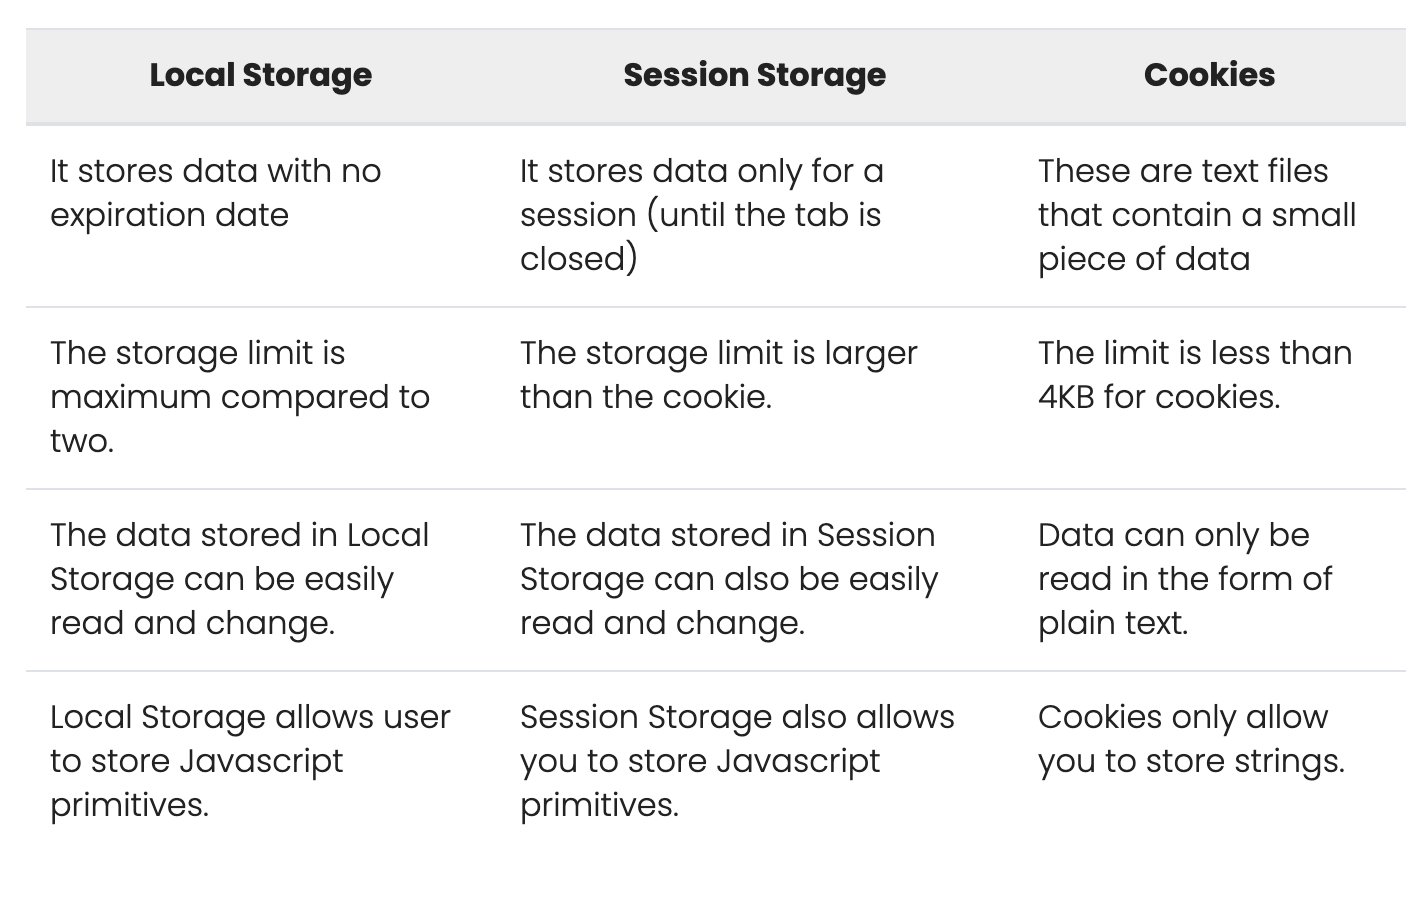 Local Storage
Session Storage
Cookies
It stores data with no
expiration date
It stores data only for a
session (until the tab is
closed)
These are text files
that contain a small
piece of data
The storage limit is
maximum compared to
two.
The storage limit is larger
than the cookie.
The limit is less than
4KB for cookies.
The data stored in Local
Storage can be easily
read and change.
The data stored in Session
Storage can also be easily
read and change.
Data can only be
read in the form of
plain text.
Local Storage allows user
to store Javascript
primitives.
Session Storage also allows
you to store Javascript
primitives.
Cookies only allow
you to store strings.